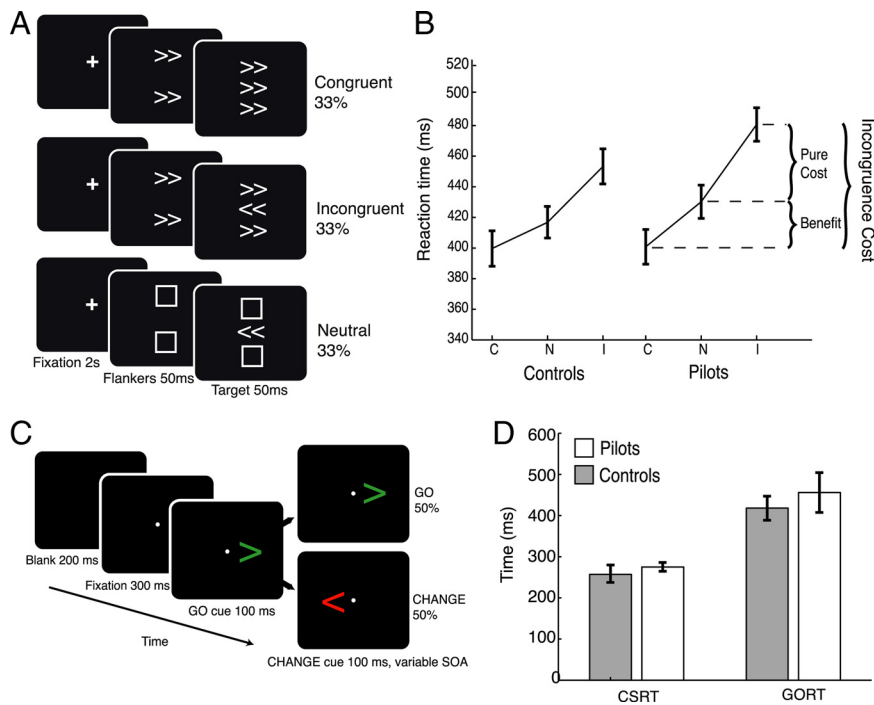 A
+
>>
>>
>>
>>
>>
Congruent
33%
+
>>
>>
>>
<<
>>
Incongruent
33%
+
<<
Neutral
33%
Fixation 2s
Flankers 50ms
Target 50ms
B
Reaction time (ms)
520
500
480
460
440
420
400
380
360
340
C
N
I
C
N
I
Controls
Pilots
Pure
Cost
Benefit
Incongruence Cost
C
Blank 200 ms
Fixation 300 ms
>
GO cue 100 ms
>
GO
50%
<
CHANGE
50%
Time
CHANGE cue 100 ms, variable SOA
D
Time (ms)
600
500
400
300
200
100
0
Pilots
Controls
CSRT
GORT